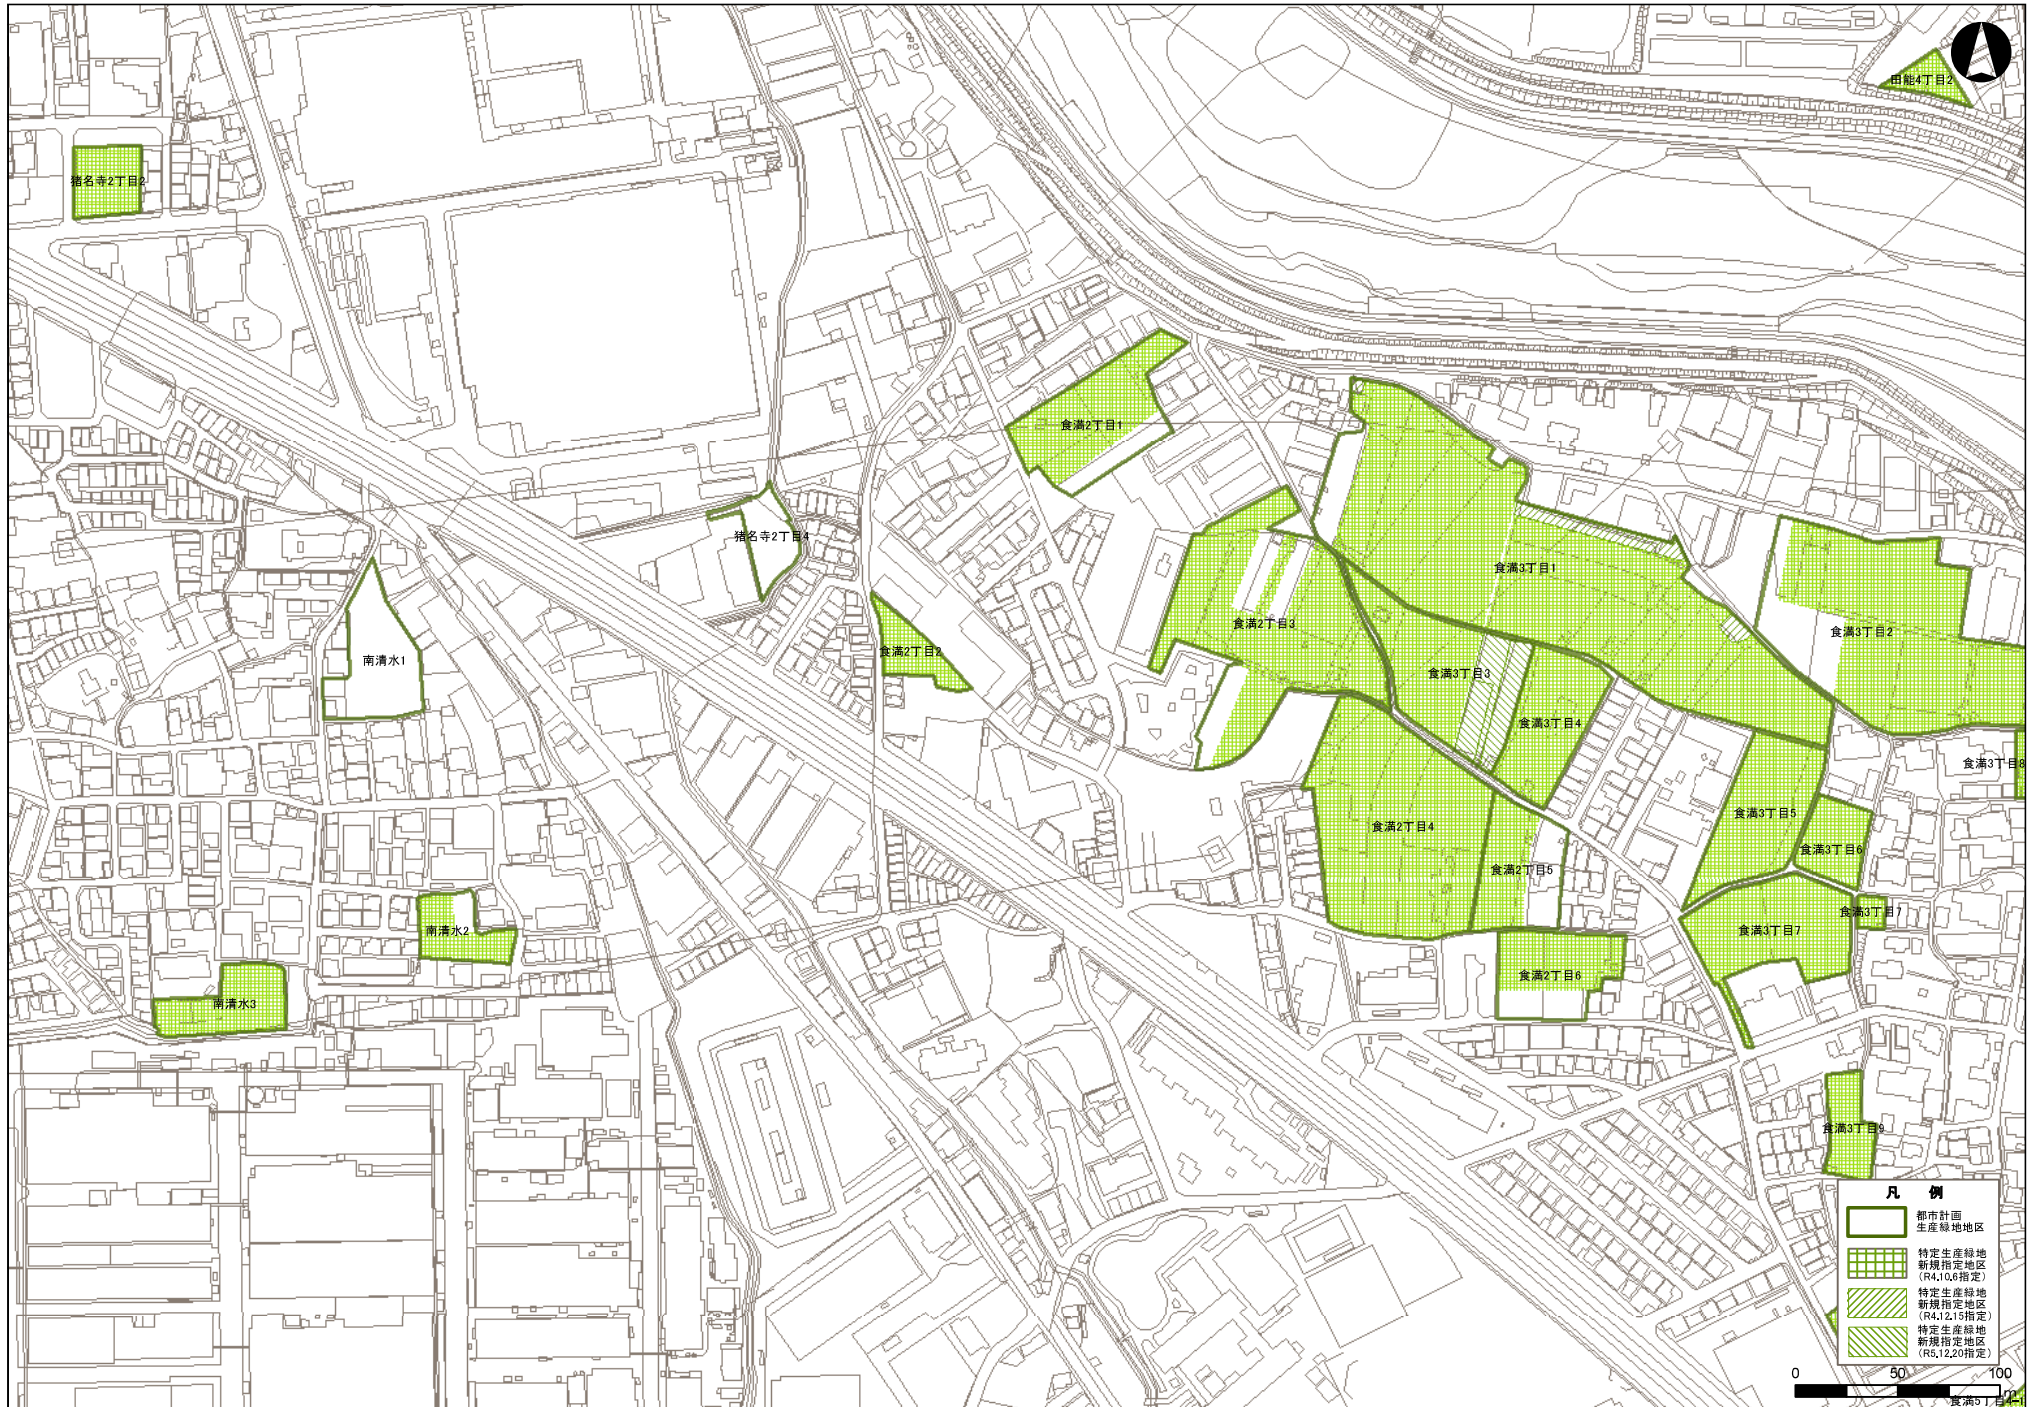 田能4丁目2
猪名寺2丁目2
食満2丁目1
猪名寺2丁目4
食満3丁目1
食満2丁目3
食満3丁目2
食満2丁目2
南清水1
食満3丁目3
食満3丁目4
食満3丁目8
食満3丁目5
食満2丁目4
食満3丁目6
食満2丁目5
食満3丁目7
南清水2
食満3丁目7
食満2丁目6
南清水3
食満3丁目9
凡 例
都市計画
生産緑地地区
特定生産緑地
新規指定地区
(R4.10.6指定)
特定生産緑地
新規指定地区
(R4.12.15指定)
特定生産緑地
新規指定地区
(R5.12.20指定)
0 50 100
m
食満5丁目4-1